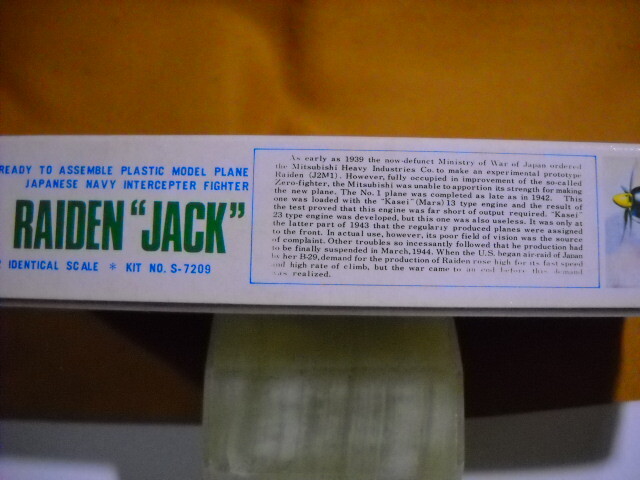 READY TO ASSEMBLE PLASTIC MODEL PLANE
JAPANESE NAVY INTERCEPTER FIGHTER
RAIDEN "JACK"
IDENTICAL SCALE * KIT NO. S-7209
As early as 1939 the now-defunct Ministry of War of Japan ordered
the Mitsubishi Heavy Industries Co. to make an experimental prototype
Raiden (J2M1). However, fully occupied in improvement of the so-called
Zero-fighter, the Mitsubishi was unable to apportion its strength for making
the new plane. The No. 1 plane was completed as late as in 1942. This
one was loaded with the "Kasei" (Mars) 13 type engine and the result of
the test proved that this engine was far short of output required. "Kasei"
23 type engine was developed, but this one was also useless. It was only at
the latter part of 1943 that the regulariy produced planes were assigned
to the front. In actual use, however, its poor field of vision was the source
of complaint. Other troubles so incessantly followed that he production had
to be finally suspended in March, 1944. When the U.S. began air-raid of Japan
by her B-29, demand for the production of Raiden rose high for its fast speed
and high rate of climb, but the war came to an end before this demand
was realized.